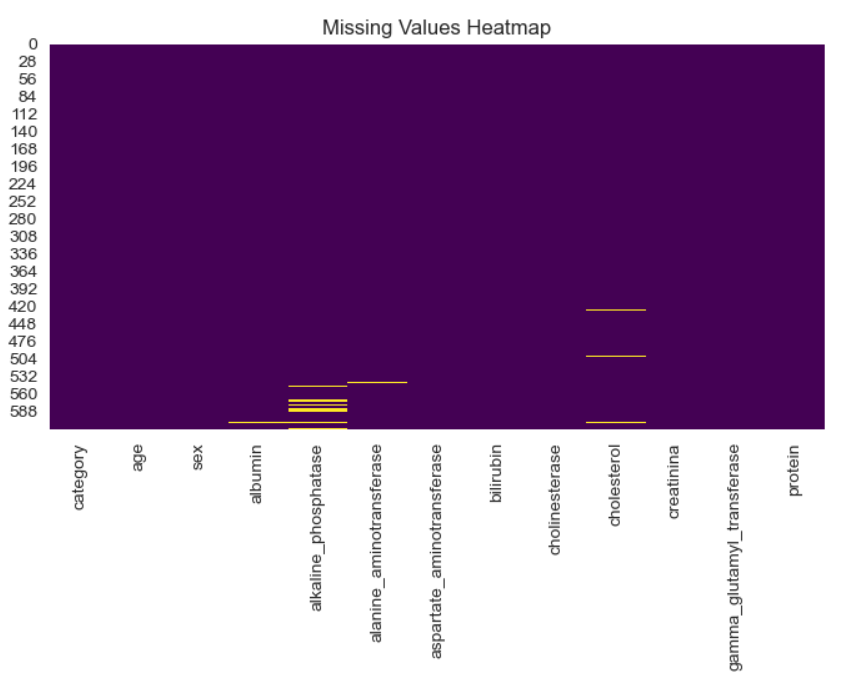 Missing Values Heatmap
0
28
56
84
112
140
168
196
224
252
280
308
336
364
392
420
448
476
504
532
560
588
category
age
sex
albumin
alkaline_phosphatase
alanine_aminotransferase
aspartate_aminotransferase
bilirubin
cholinesterase
cholesterol
creatinina
gamma_glutamyl_transferase
protein